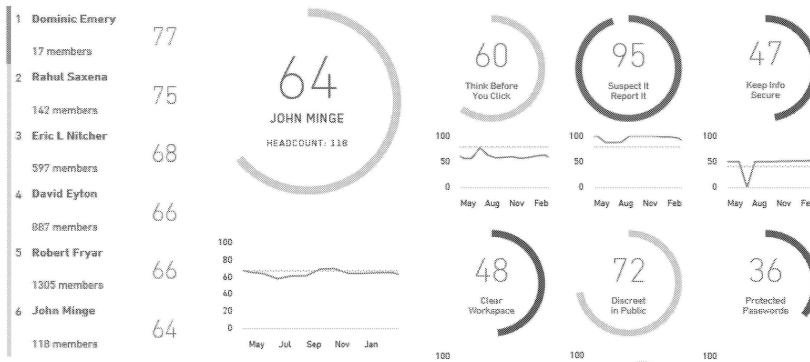 1 Dominic Emery
77
17 members
2 Rahul Saxena
75
142 members
3 Eric L Nitcher
68
597 members
4 David Eyton
66
887 members
5 Robert Fryar
66
1305 members
6 John Minge
64
118 members
64
JOHN MINGE
HEADCOUNT: 118
100
80
60
40
20
0
May Jul Sep Nov Jan
60
Think Before
You Click
100
50
0
May Aug Nov Feb
95
Suspect It
Report It
100
50
0
May Aug Nov Feb
47
Keep Info
Secure
100
50
0
May Aug Nov Feb
48
Clear
Workspace
100
72
Discreet
in Public
100
36
Protected
Passwords
100